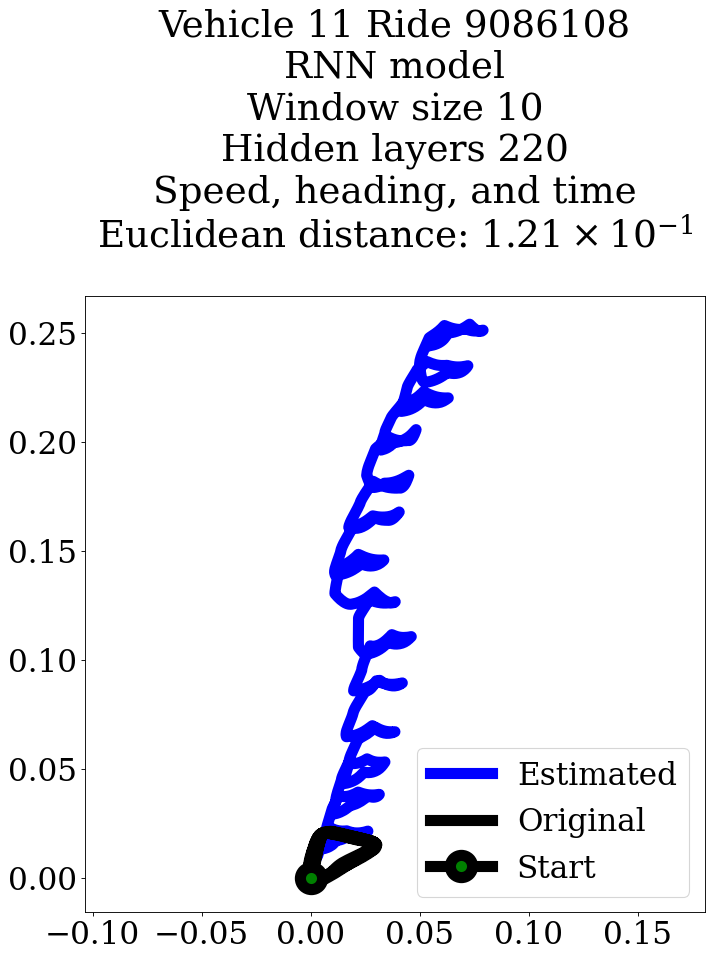 Vehicle 11 Ride 9086108
RNN model
Window size 10
Hidden layers 220
Speed, heading, and time
Euclidean distance: 1.21 × 10⁻¹
0.25
0.20
0.15
0.10
0.05
0.00
−0.10 −0.05 0.00 0.05 0.10 0.15
Estimated
Original
Start